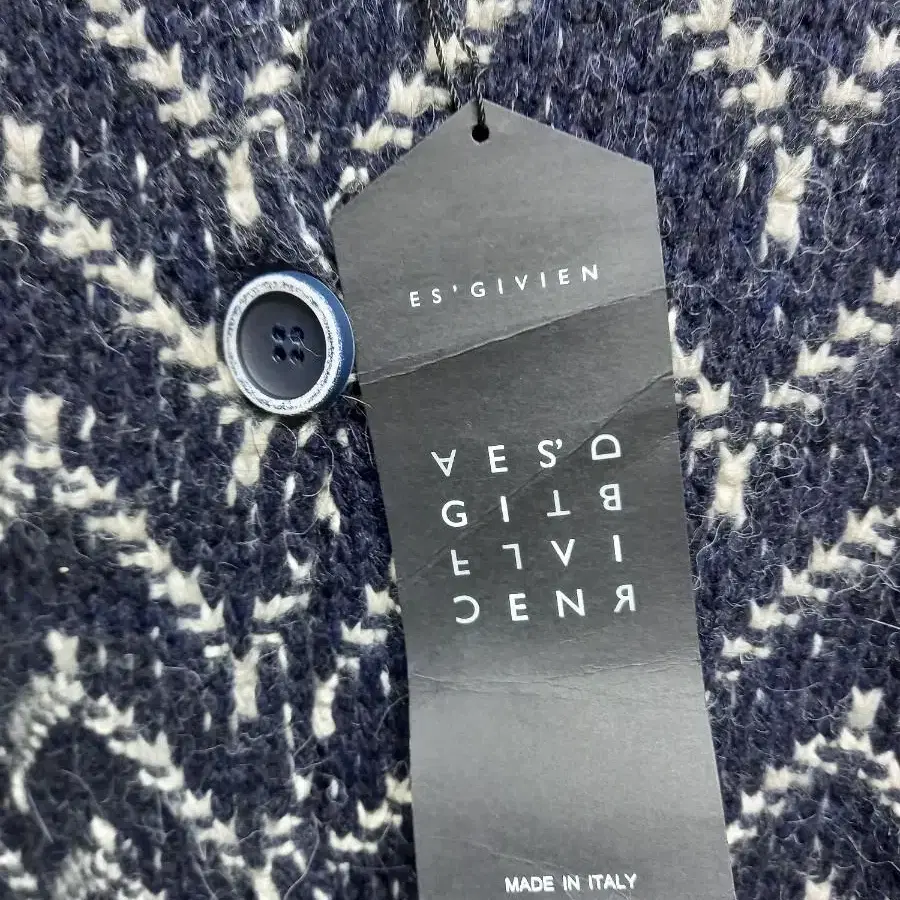 ES'GIVIEN
AES'D
GITB
FLVI
CENR
MADE IN ITALY